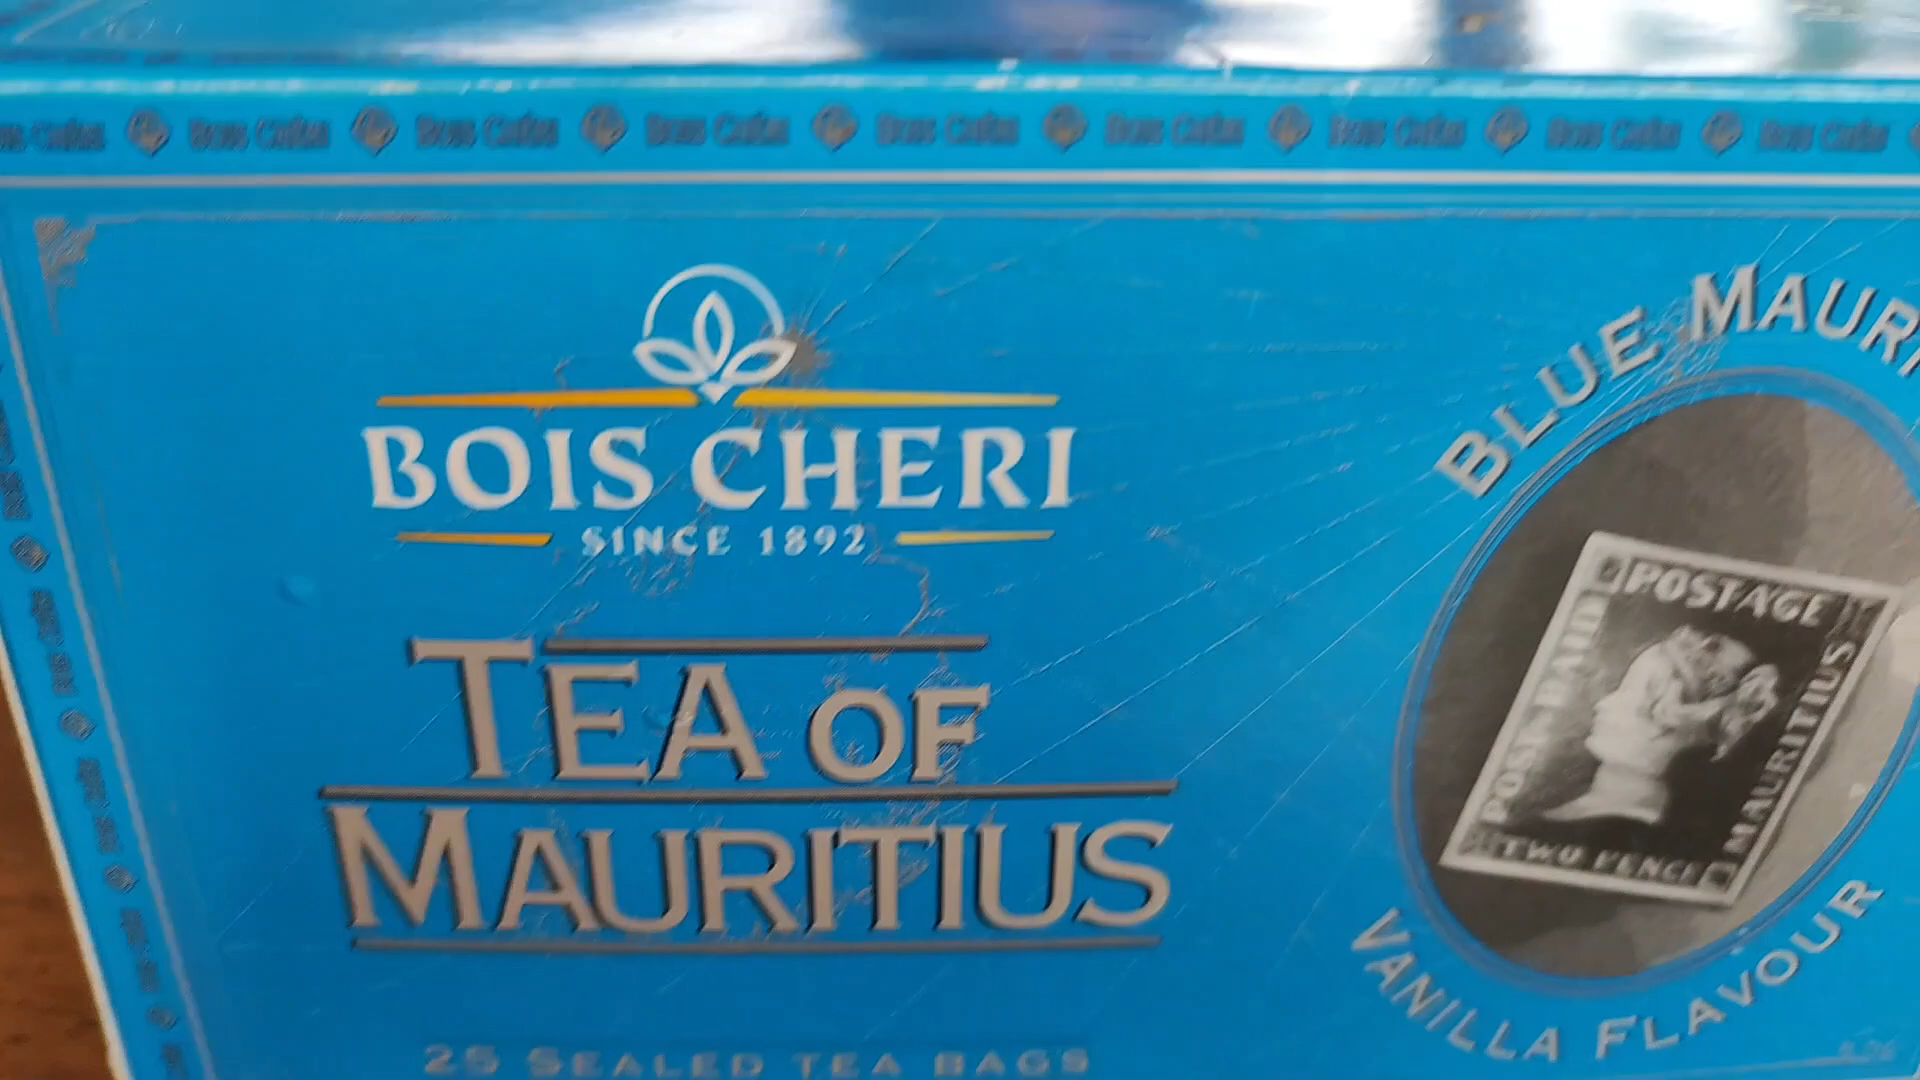 Bois Cheri Bois Cheri Bois Cheri Bois Cheri Bois Cheri Bois Cheri Bois Cheri Bois Cheri
BOIS CHERI
SINCE 1892
TEA OF
MAURITIUS
25 SEALED TEA BAGS
BLUE
POSTAGE
POST PAID
MAURITIUS
TWO PENCE
VANILLA FLAVOUR